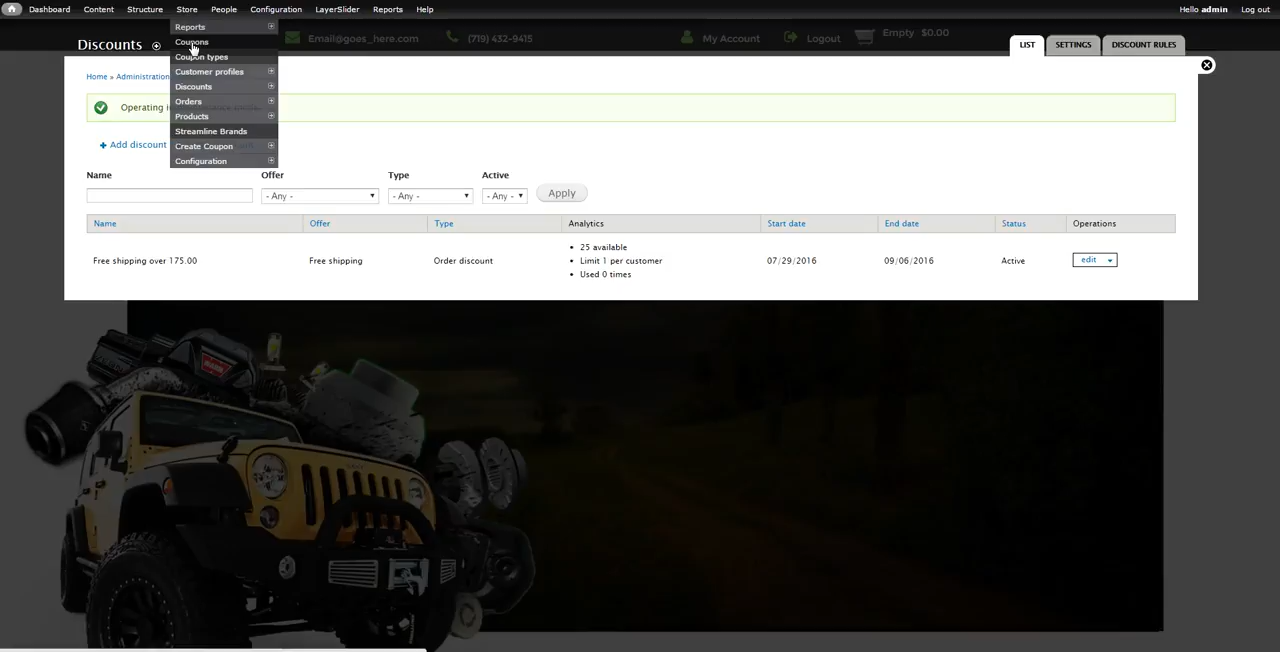 Dashboard Content Structure Store People Configuration LayerSlider Reports Help Hello admin Log out
Reports
Coupons
Coupon types
Customer profiles
Discounts
Orders
Products
Streamline Brands
Create Coupon
Configuration
Discounts
Email@goes_here.com (719) 432-9415 My Account Logout Empty $0.00
LIST SETTINGS DISCOUNT RULES
Home » Administration
Operating
Add discount
Name Offer Type Active
- Any - - Any - - Any - Apply
Name Offer Type Analytics Start date End date Status Operations
Free shipping over 175.00 Free shipping Order discount
25 available
Limit 1 per customer
Used 0 times
07/29/2016 09/06/2016 Active edit
WARN